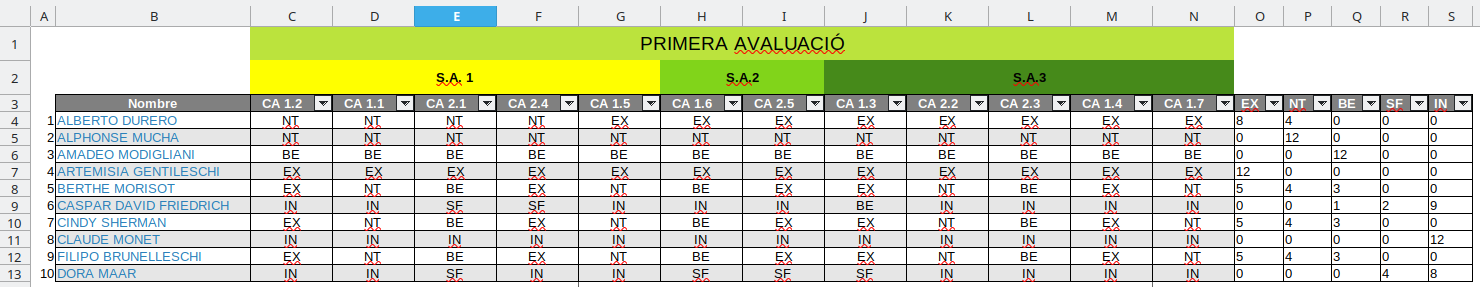 A B C D E F G H I J K L M N O P Q R S
1 PRIMERA AVALUACIÓ
2 S.A. 1 S.A.2 S.A.3
3 Nombre CA 1.2 CA 1.1 CA 2.1 CA 2.4 CA 1.5 CA 1.6 CA 2.5 CA 1.3 CA 2.2 CA 2.3 CA 1.4 CA 1.7 EX NT BE SF IN
4 1 ALBERTO DURERO NT NT NT NT EX EX EX EX EX EX EX EX 8 4 0 0 0
5 2 ALPHONSE MUCHA NT NT NT NT NT NT NT NT NT NT NT NT 0 12 0 0 0
6 3 AMADEO MODIGLIANI BE BE BE BE BE BE BE BE BE BE BE BE 0 0 12 0 0
7 4 ARTEMISIA GENTILESCHI EX EX EX EX EX EX EX EX EX EX EX EX 12 0 0 0 0
8 5 BERTHE MORISOT EX NT BE EX NT BE EX EX NT BE EX NT 5 4 3 0 0
9 6 CASPAR DAVID FRIEDRICH IN IN SF SF IN IN IN BE IN IN IN IN 0 0 1 2 9
10 7 CINDY SHERMAN EX NT BE EX NT BE EX EX NT BE EX NT 5 4 3 0 0
11 8 CLAUDE MONET IN IN IN IN IN IN IN IN IN IN IN IN 0 0 0 0 12
12 9 FILIPO BRUNELLESCHI EX NT BE EX NT BE EX EX NT BE EX NT 5 4 3 0 0
13 10 DORA MAAR IN IN SF IN IN SF SF SF IN IN IN IN 0 0 0 4 8